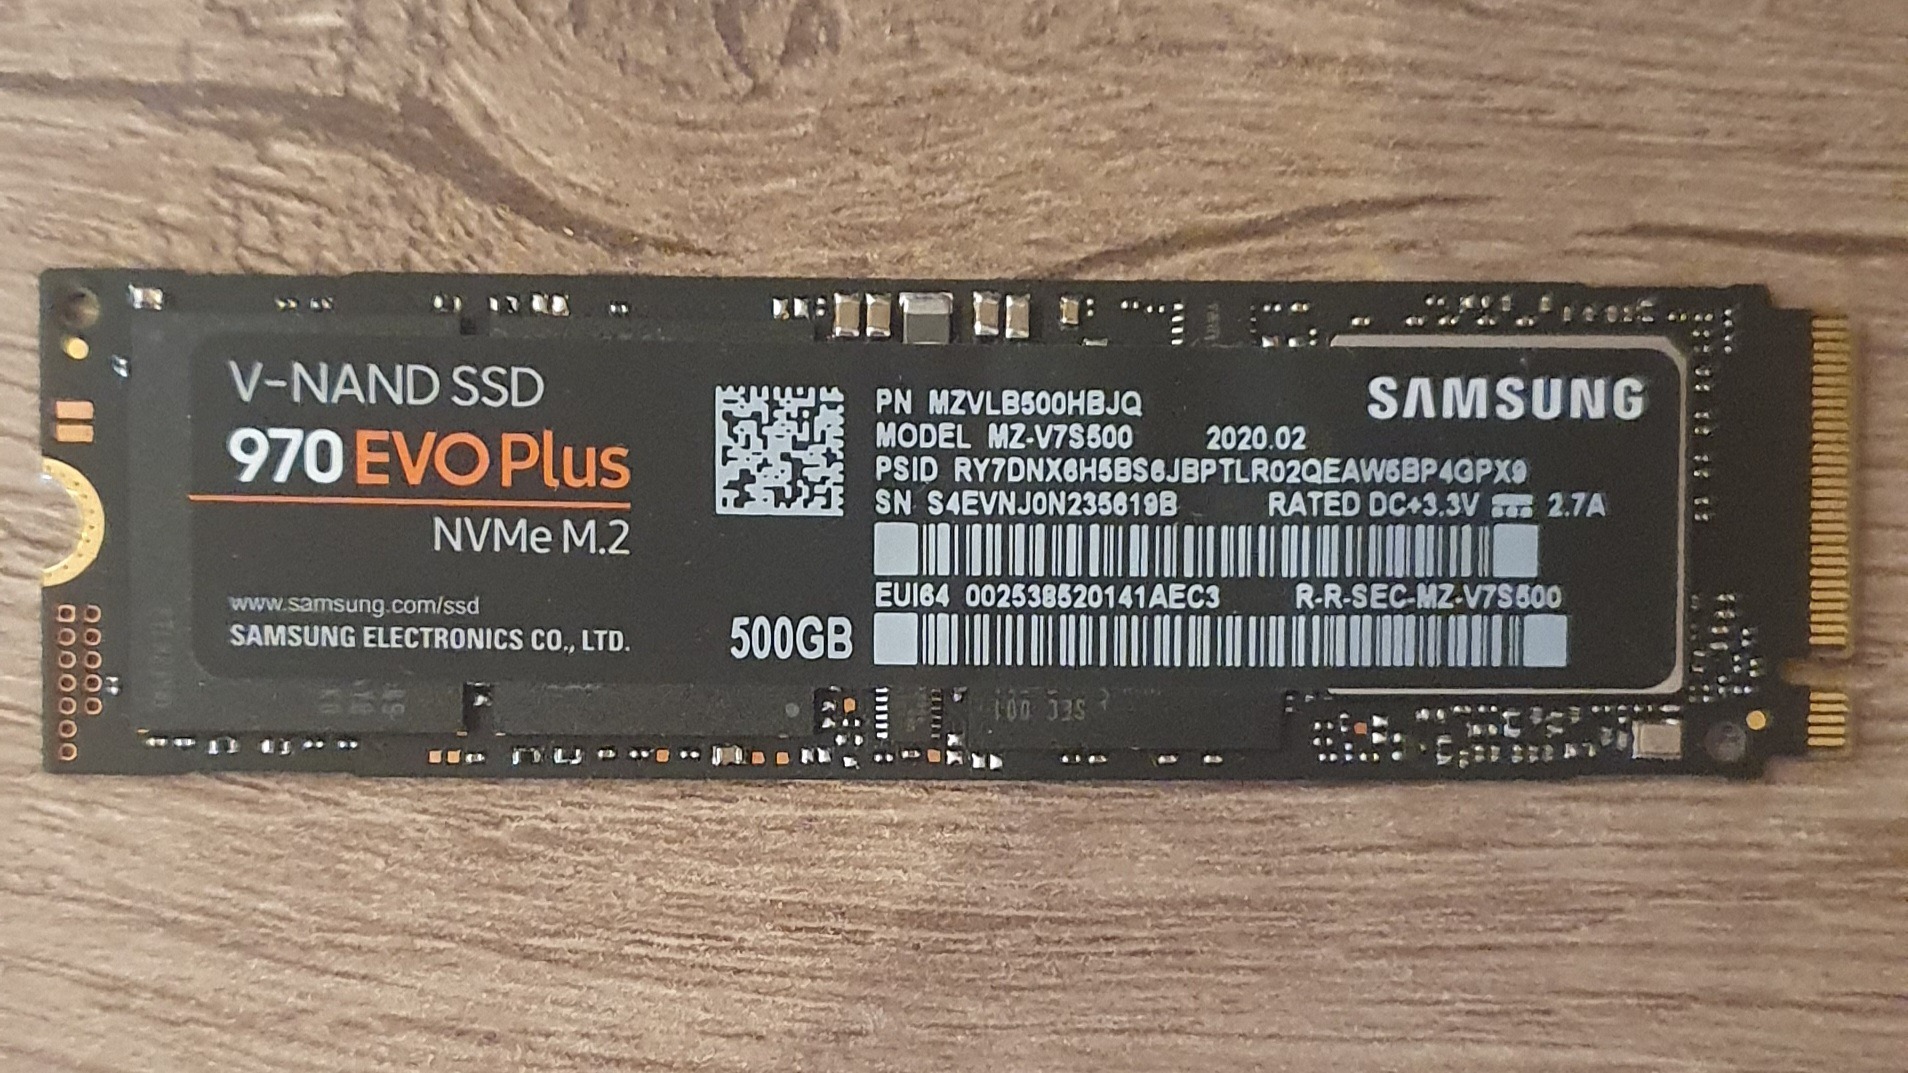 V-NAND SSD
970 EVO Plus
NVMe M.2
www.samsung.com/ssd
SAMSUNG ELECTRONICS CO., LTD.
500GB
SAMSUNG
PN MZVLB500HBJQ
MODEL MZ-V7S500 2020.02
PSID RY7DNX6H5BS6JBPTLR02QEAW5BP4GPX9
SN S4EVNJ0N235619B RATED DC+3.3V 2.7A
EUI64 002538520141AEC3 R-R-SEC-MZ-V7S500
SEC 001